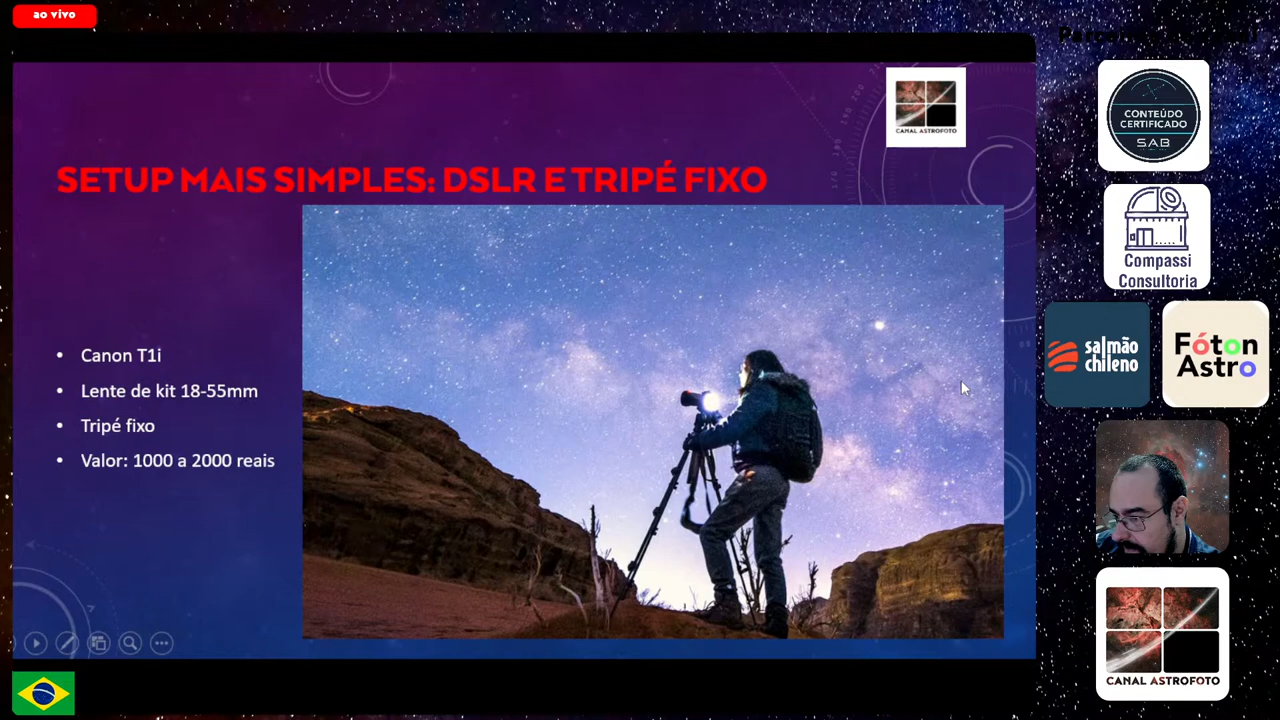 ao vivo
CANAL ASTROFOTO
SETUP MAIS SIMPLES: DSLR E TRIPÉ FIXO
• Canon T1i
• Lente de kit 18-55mm
• Tripé fixo
• Valor: 1000 a 2000 reais
CONTEÚDO
CERTIFICADO
SAB
Compassi
Consultoria
salmão
chileno
Fóton
Astro
CANAL ASTROFOTO